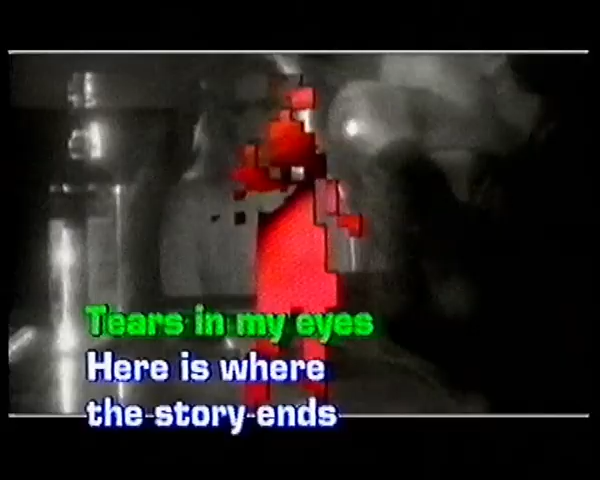 Tears in my eyes
Here is where
the story ends